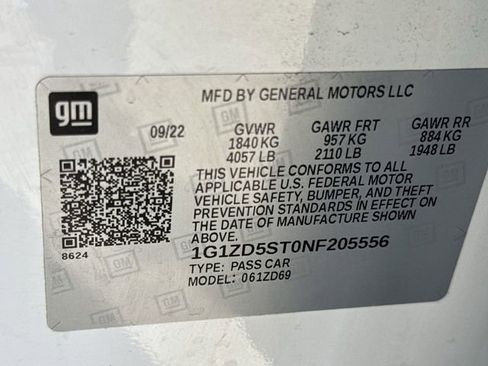 gm
MFD BY GENERAL MOTORS LLC
09/22 GVWR GAWR FRT GAWR RR
1840 KG 957 KG 884 KG
4057 LB 2110 LB 1948 LB
THIS VEHICLE CONFORMS TO ALL
APPLICABLE U.S. FEDERAL MOTOR
VEHICLE SAFETY, BUMPER, AND THEFT
PREVENTION STANDARDS IN EFFECT ON
THE DATE OF MANUFACTURE SHOWN
ABOVE.
8624
1G1ZD5ST0NF205556
TYPE: PASS CAR
MODEL: 061ZD69